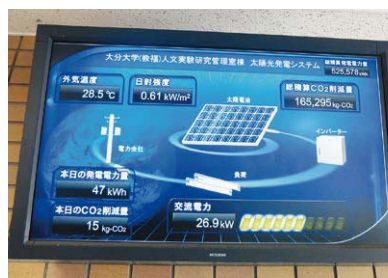 大分大学(教福)人文実験研究管理室棟 太陽光発電システム
総積算発電電力量
525,578 kWh
外気温度
28.5 ℃
日射強度
0.61 kW/m²
太陽電池
総積算CO2削減量
165,295 kg-CO2
インバーター
電力会社
負荷
本日の発電電力量
47 kWh
本日のCO2削減量
15 kg-CO2
交流電力
26.9 kW
MITSUBISHI